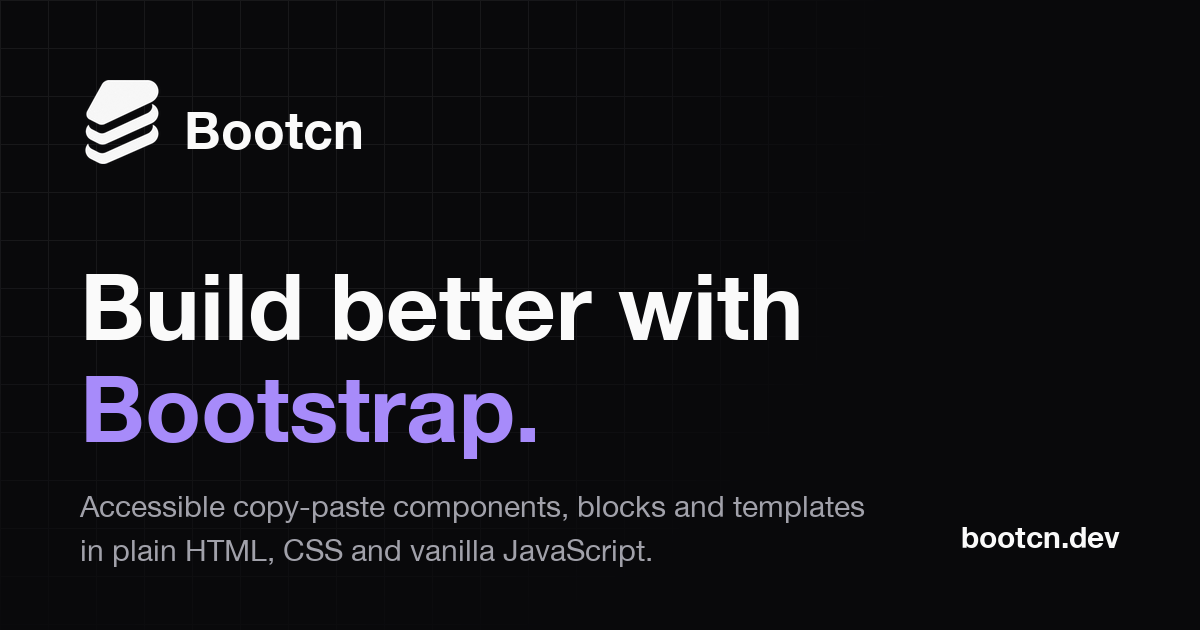 Bootcn
Build better with
Bootstrap.
Accessible copy-paste components, blocks and templates
in plain HTML, CSS and vanilla JavaScript.
bootcn.dev